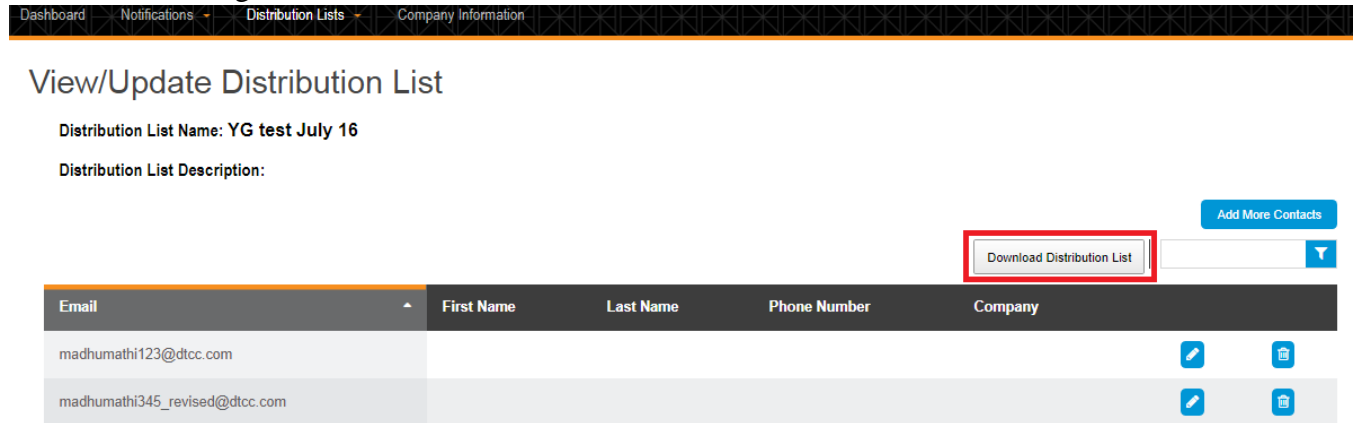 Dashboard Notifications Distribution Lists Company Information
View/Update Distribution List
Distribution List Name: YG test July 16
Distribution List Description:
Add More Contacts
Download Distribution List
Email First Name Last Name Phone Number Company
madhumathi123@dtcc.com
madhumathi345_revised@dtcc.com